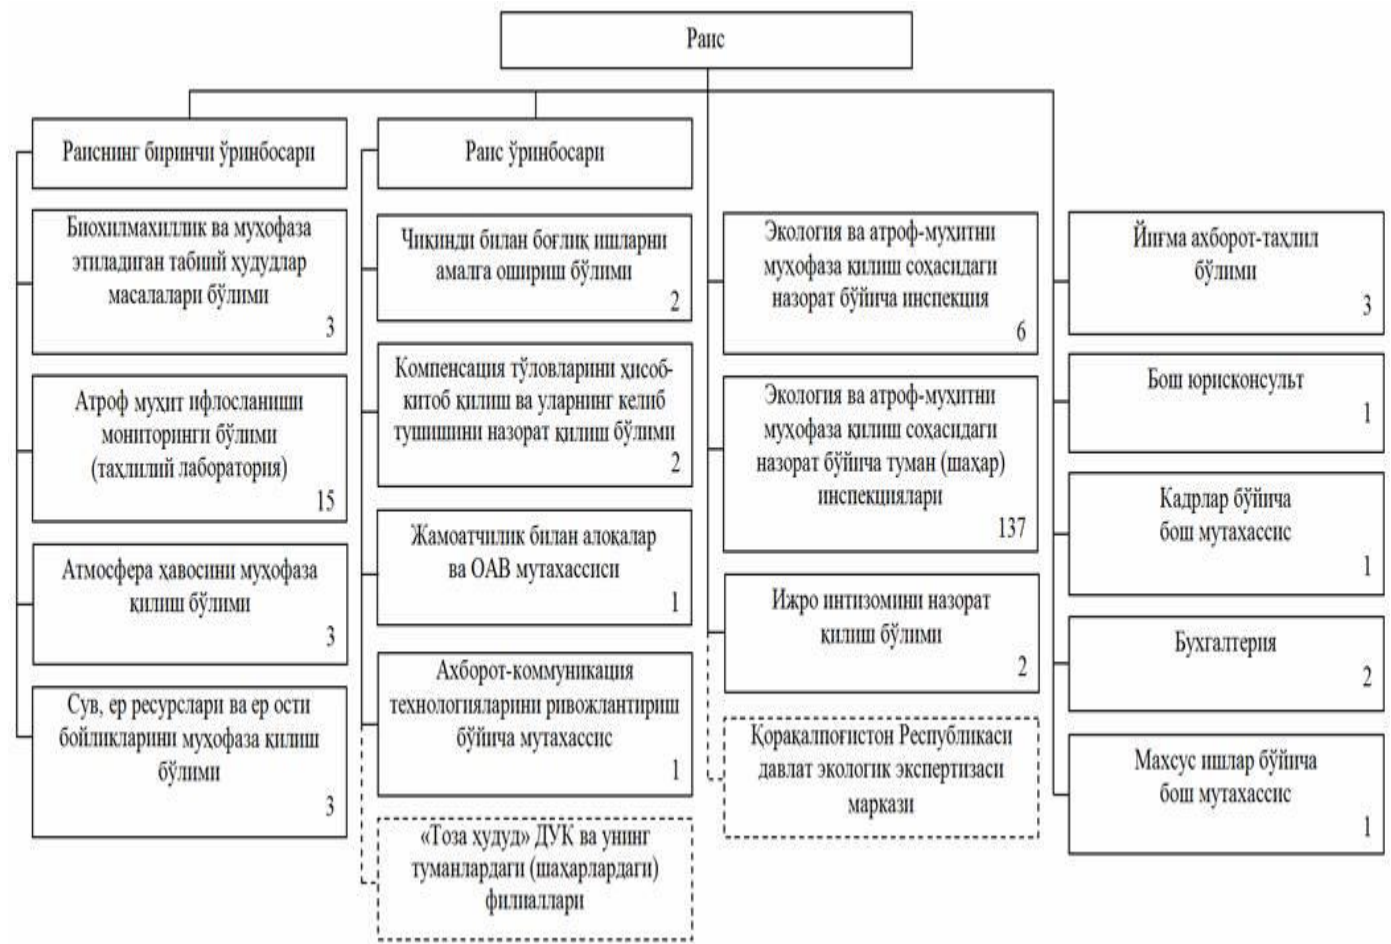 Раис
Раиснинг биринчи ўринбосари
Биохилмахиллик ва муҳофаза
этиладиган табиий ҳудудлар
масалалари бўлими
3
Атроф муҳит ифлосланиши
мониторинги бўлими
(таҳлилий лаборатория)
15
Атмосфера ҳавосини муҳофаза
қилиш бўлими
3
Сув, ер ресурслари ва ер ости
бойликларини муҳофаза қилиш
бўлими
3
Раис ўринбосари
Чиқинди билан боғлиқ ишларни
амалга ошириш бўлими
2
Компенсация тўловларини ҳисоб-
китоб қилиш ва уларнинг келиб
тушишини назорат қилиш бўлими
2
Жамоатчилик билан алоқалар
ва ОАВ мутахассиси
1
Ахборот-коммуникация
технологияларини ривожлантириш
бўйича мутахассис
1
«Тоза ҳудуд» ДУК ва унинг
туманлардаги (шаҳарлардаги)
филиаллари
Экология ва атроф-муҳитни
муҳофаза қилиш соҳасидаги
назорат бўйича инспекция
6
Экология ва атроф-муҳитни
муҳофаза қилиш соҳасидаги
назорат бўйича туман (шаҳар)
инспекциялари
137
Ижро интизомини назорат
қилиш бўлими
2
Қорақалпоғистон Республикаси
давлат экологик экспертизаси
маркази
Йиғма ахборот-таҳлил
бўлими
3
Бош юрисконсульт
1
Кадрлар бўйича
бош мутахассис
1
Бухгалтерия
2
Махсус ишлар бўйича
бош мутахассис
1